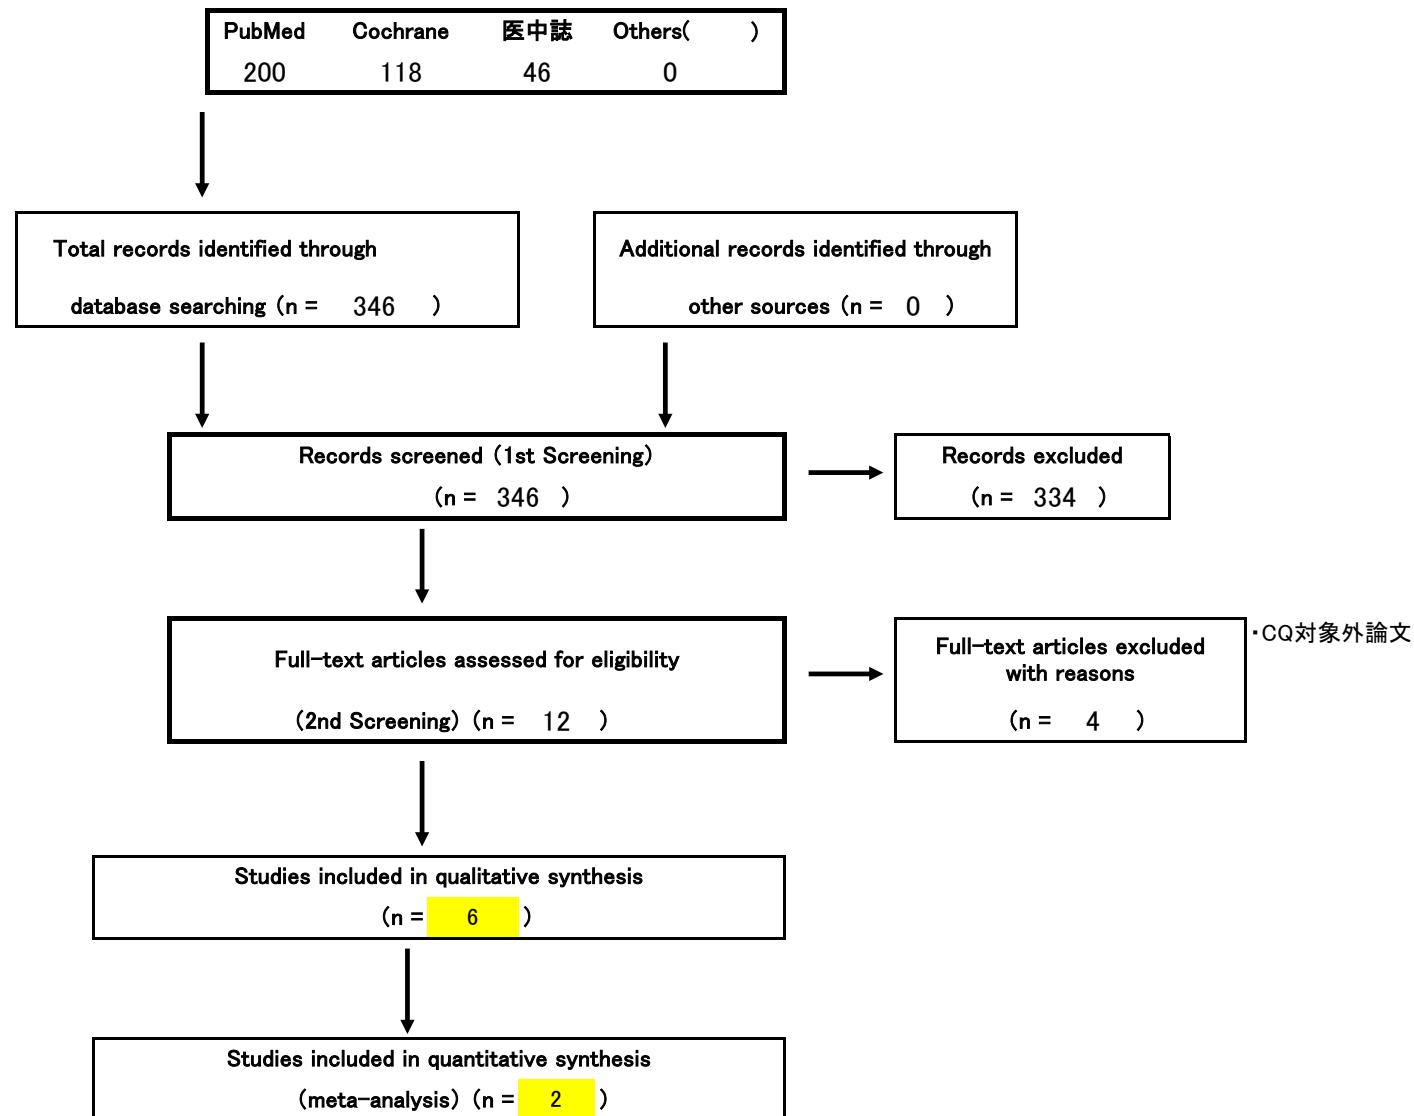 PubMed Cochrane 医中誌 Others( )
200 118 46 0
Total records identified through
database searching (n = 346 )
Additional records identified through
other sources (n = 0 )
Records screened (1st Screening)
(n = 346 )
Records excluded
(n = 334 )
Full-text articles assessed for eligibility
(2nd Screening) (n = 12 )
Full-text articles excluded
with reasons
(n = 4 )
・CQ対象外論文
Studies included in qualitative synthesis
(n = 6 )
Studies included in quantitative synthesis
(meta-analysis) (n = 2 )